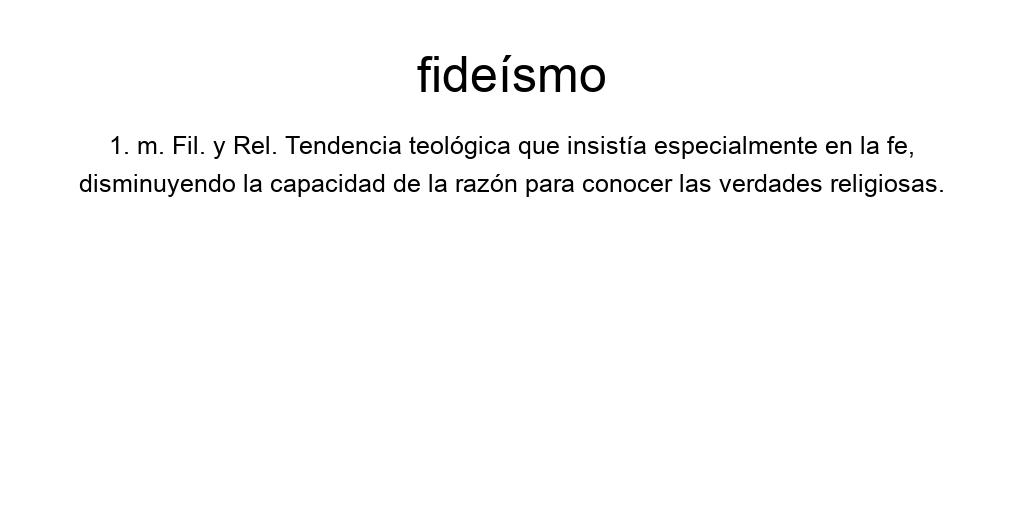 fideísmo
1. m. Fil. y Rel. Tendencia teológica que insistía especialmente en la fe,
disminuyendo la capacidad de la razón para conocer las verdades religiosas.